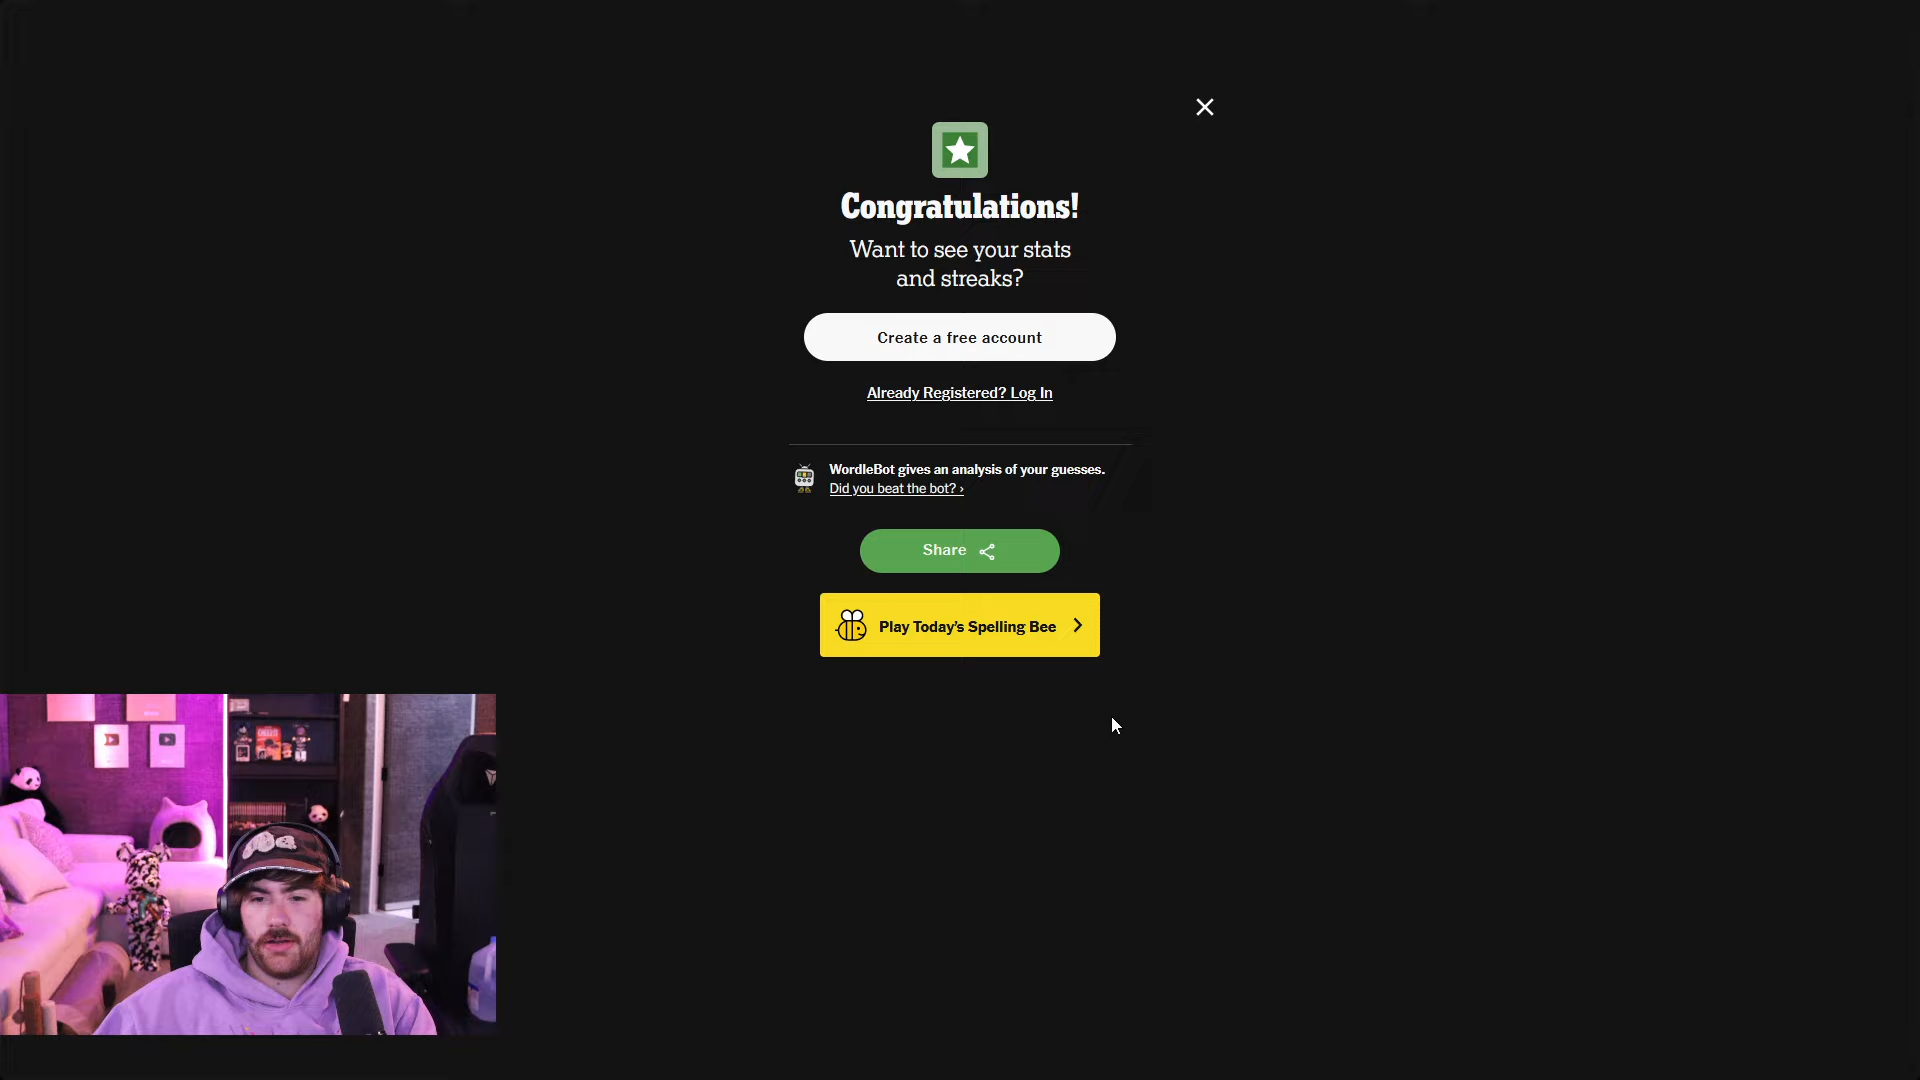 Congratulations!
Want to see your stats
and streaks?
Create a free account
Already Registered? Log In
WordleBot gives an analysis of your guesses.
Did you beat the bot? ›
Share
Play Today's Spelling Bee